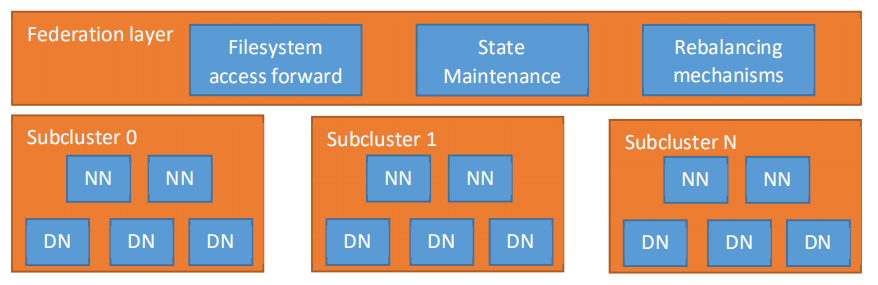 Federation layer
Filesystem
access forward
State
Maintenance
Rebalancing
mechanisms
Subcluster 0
NN NN
DN DN DN
Subcluster 1
NN NN
DN DN DN
Subcluster N
NN NN
DN DN DN